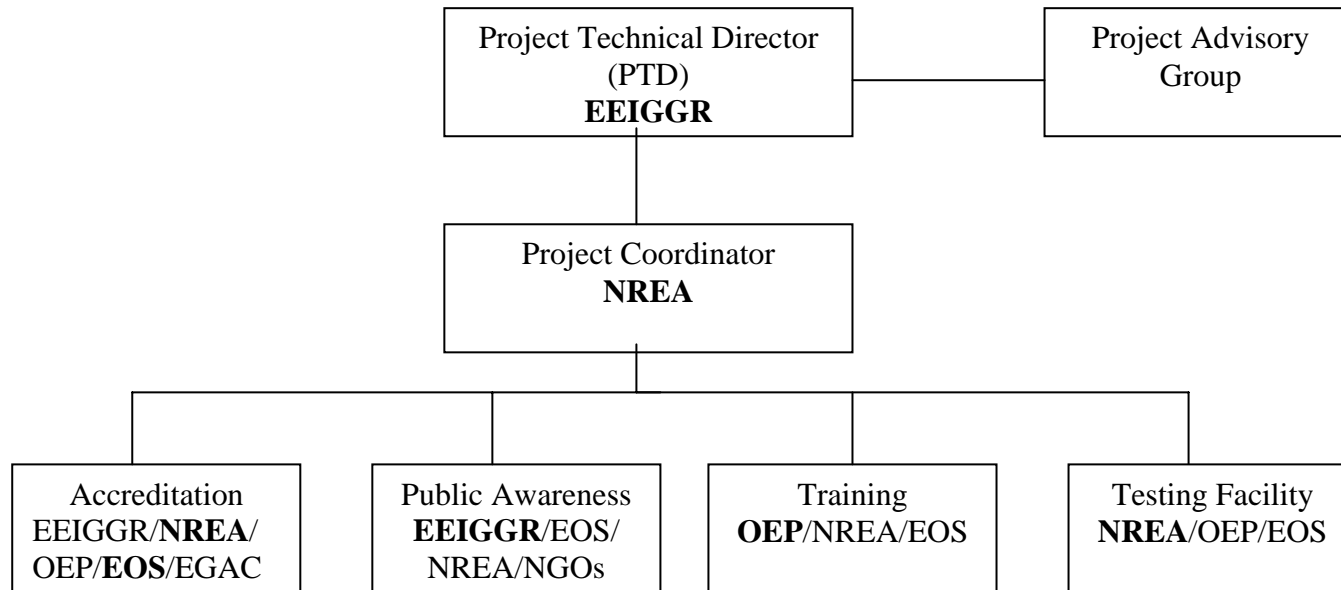 Project Technical Director
(PTD)
EEIGGR
Project Advisory
Group
Project Coordinator
NREA
Accreditation
EEIGGR/NREA/
OEP/EOS/EGAC
Public Awareness
EEIGGR/EOS/
NREA/NGOs
Training
OEP/NREA/EOS
Testing Facility
NREA/OEP/EOS